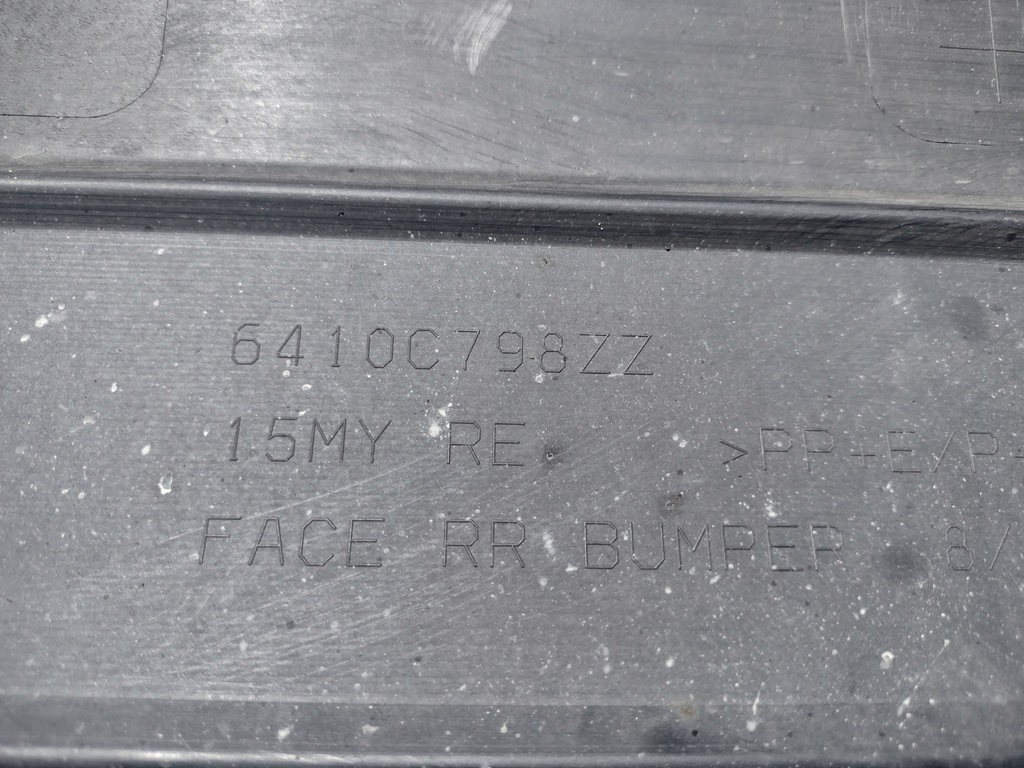 6410C798ZZ
15MY RE >PP+E/P
FACE RR BUMPER 8/